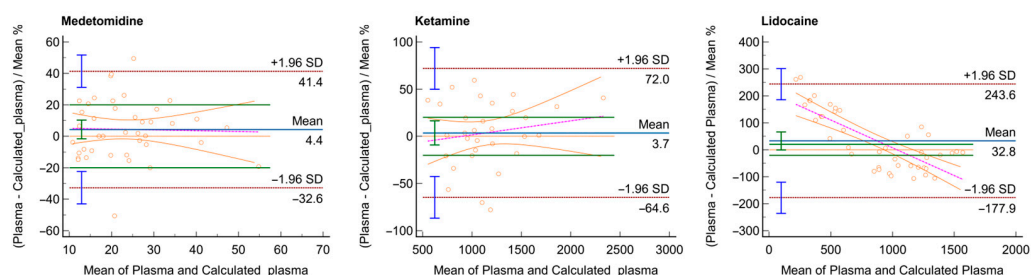 Medetomidine
(Plasma - Calculated_plasma) / Mean %
60
40
20
0
−20
−40
−60
+1.96 SD
41.4
Mean
4.4
−1.96 SD
−32.6
10 20 30 40 50 60 70
Mean of Plasma and Calculated_plasma
Ketamine
(Plasma - Calculated_plasma) / Mean %
100
50
0
−50
−100
+1.96 SD
72.0
Mean
3.7
−1.96 SD
−64.6
500 1000 1500 2000 2500 3000
Mean of Plasma and Calculated_plasma
Lidocaine
(Plasma - Calculated Plasma) / Mean %
400
300
200
100
0
−100
−200
−300
+1.96 SD
243.6
Mean
32.8
−1.96 SD
−177.9
0 500 1000 1500 2000
Mean of Plasma and Calculated Plasma